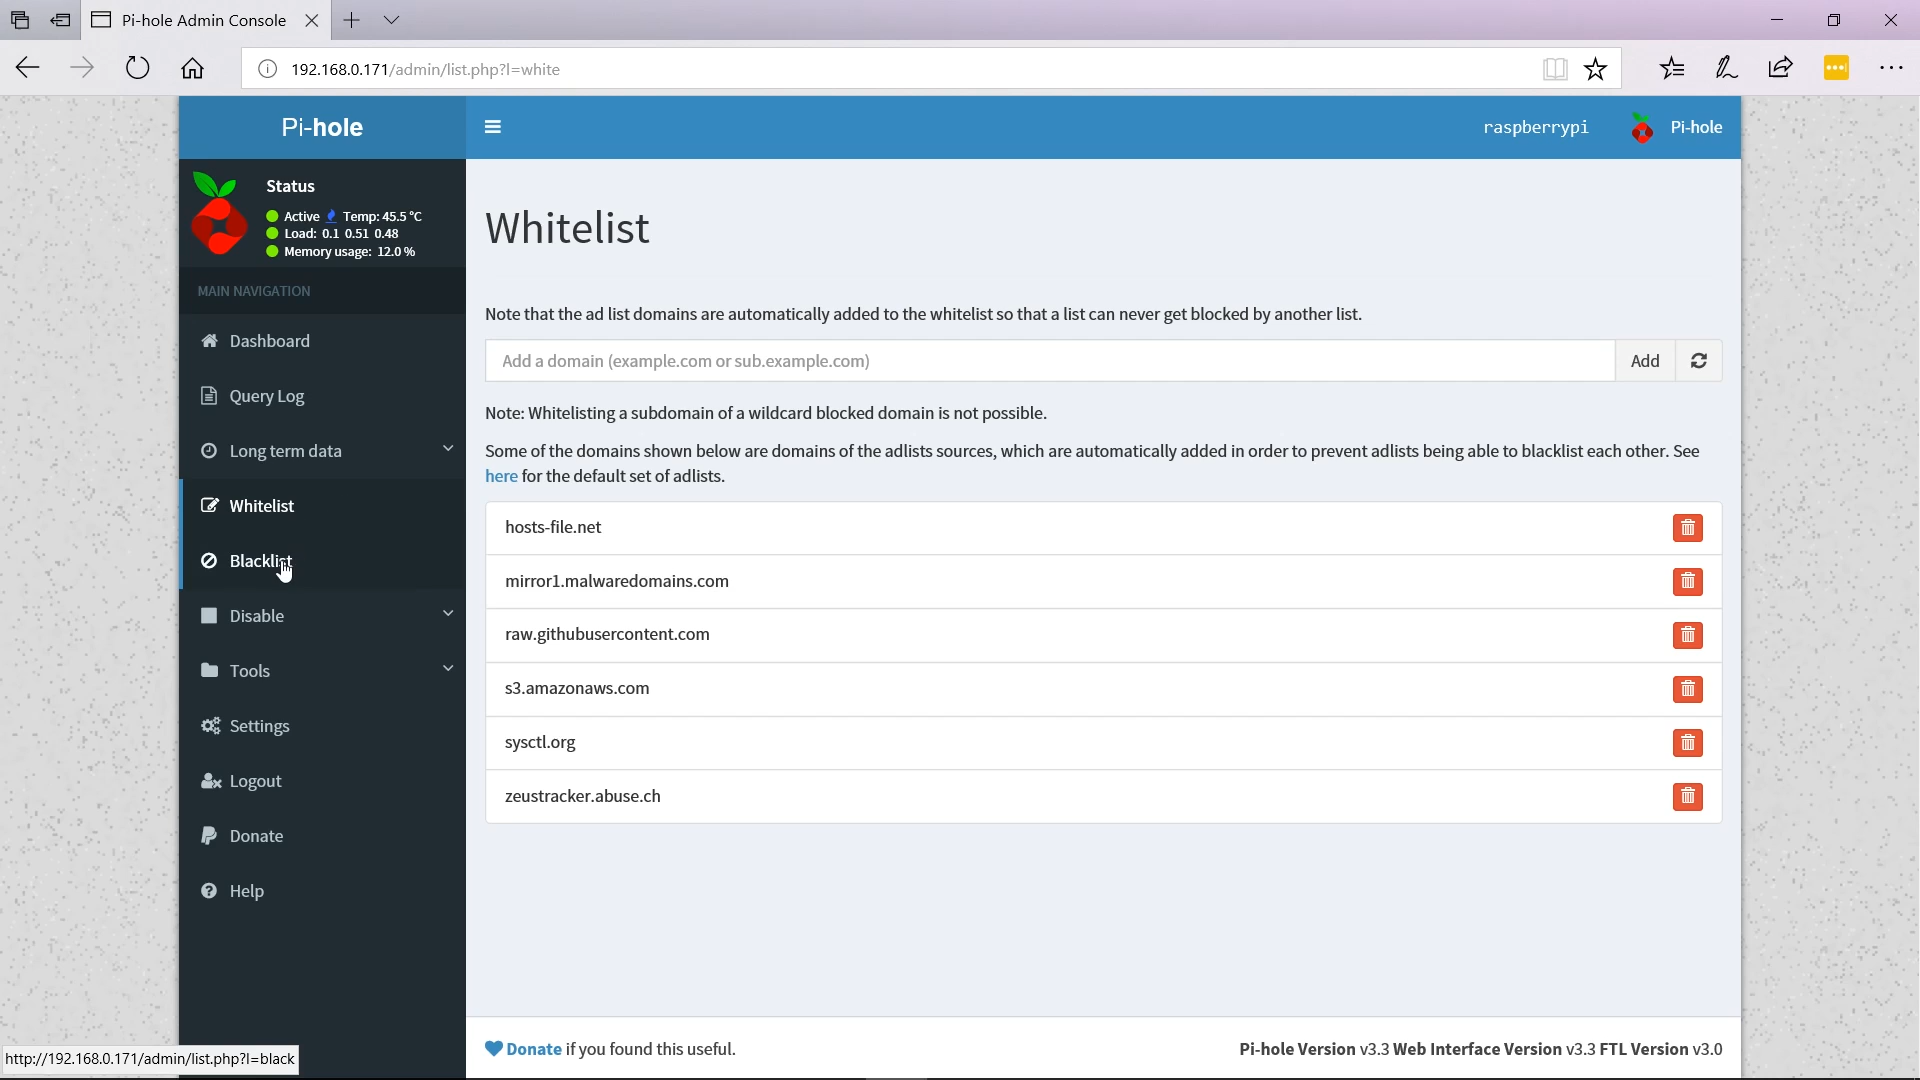 Pi-hole Admin Console
192.168.0.171/admin/list.php?l=white
Pi-hole
raspberrypi
Pi-hole
Status
Active Temp: 45.5 °C
Load: 0.1 0.51 0.48
Memory usage: 12.0 %
MAIN NAVIGATION
Dashboard
Query Log
Long term data
Whitelist
Blacklist
Disable
Tools
Settings
Logout
Donate
Help
Whitelist
Note that the ad list domains are automatically added to the whitelist so that a list can never get blocked by another list.
Add a domain (example.com or sub.example.com)
Add
Note: Whitelisting a subdomain of a wildcard blocked domain is not possible.
Some of the domains shown below are domains of the adlists sources, which are automatically added in order to prevent adlists being able to blacklist each other. See
here for the default set of adlists.
hosts-file.net
mirror1.malwaredomains.com
raw.githubusercontent.com
s3.amazonaws.com
sysctl.org
zeustracker.abuse.ch
Donate if you found this useful.
Pi-hole Version v3.3 Web Interface Version v3.3 FTL Version v3.0
http://192.168.0.171/admin/list.php?l=black